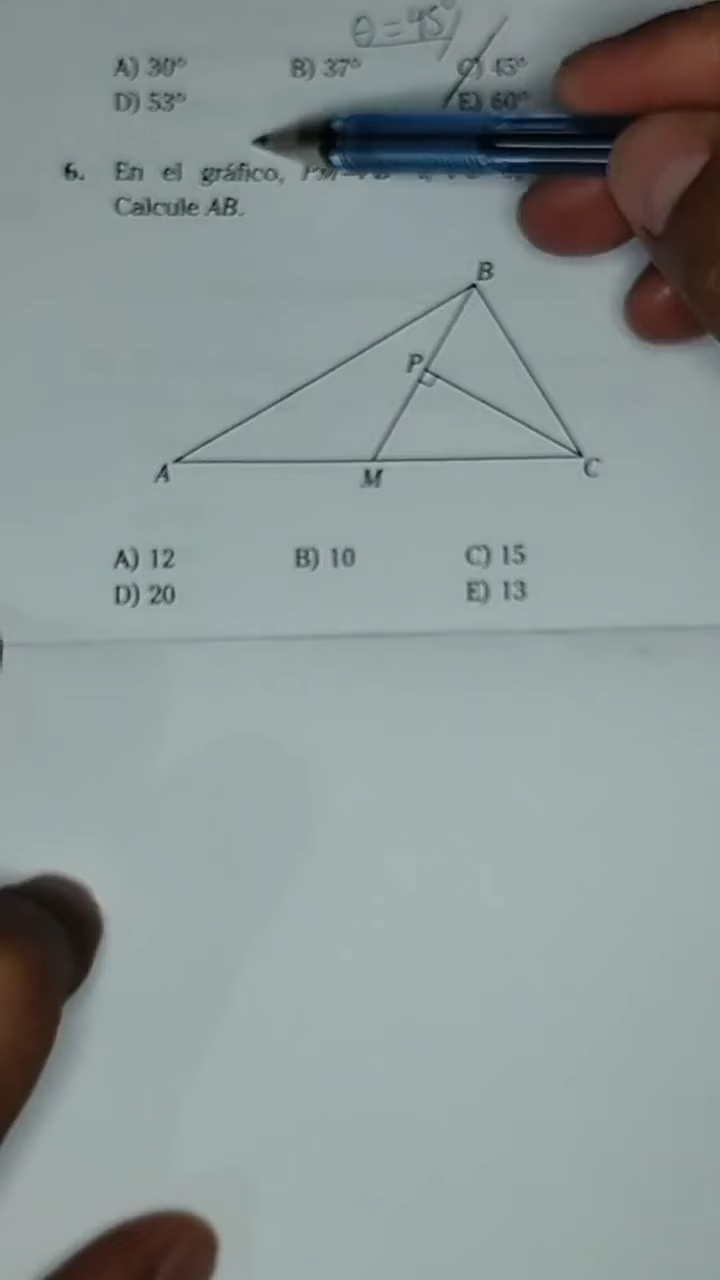 θ = 45°
A) 30° B) 37° C) 45°
D) 53° E) 60°
6. En el gráfico,
Calcule AB.
B
P
A M C
A) 12 B) 10 C) 15
D) 20 E) 13